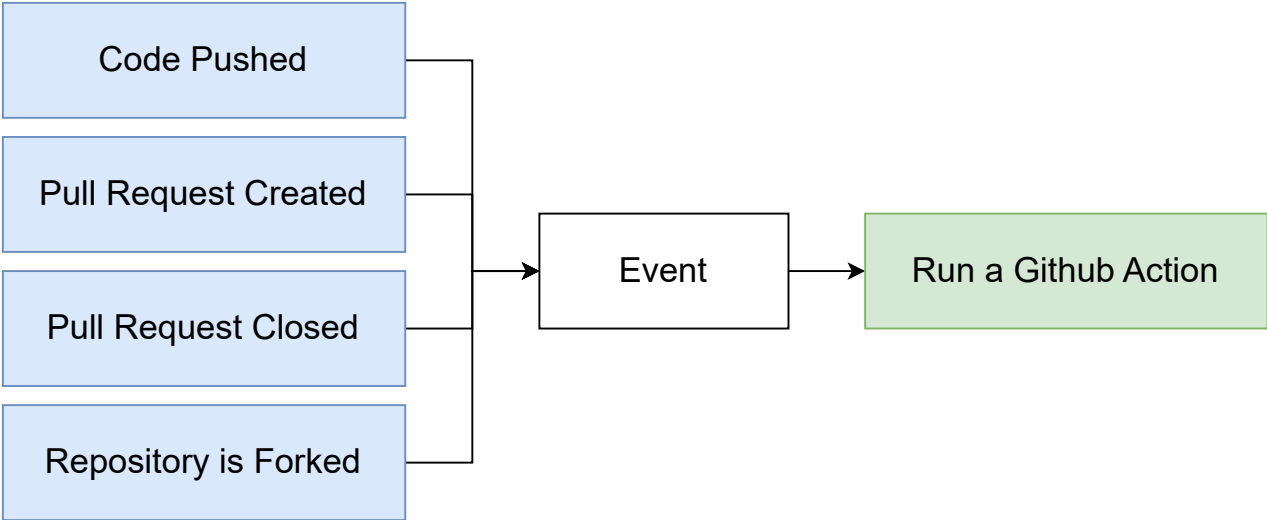 Code Pushed
Pull Request Created
Pull Request Closed
Repository is Forked
Event
Run a Github Action